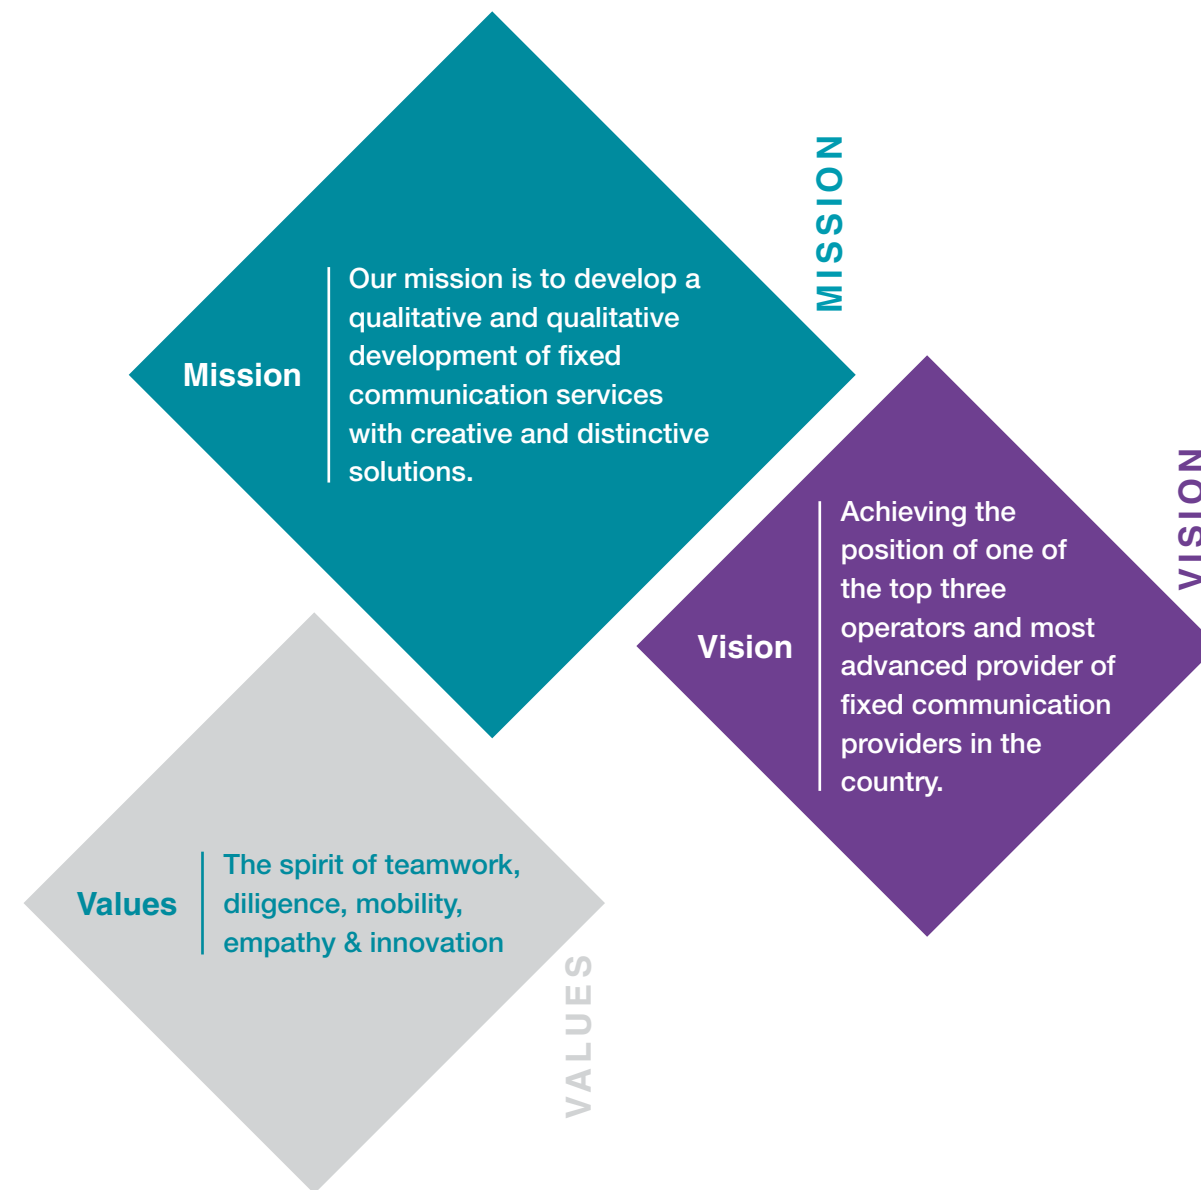 MISSION
Mission
Our mission is to develop a
qualitative and qualitative
development of fixed
communication services
with creative and distinctive
solutions.
VISION
Vision
Achieving the
position of one of
the top three
operators and most
advanced provider of
fixed communication
providers in the
country.
Values
The spirit of teamwork,
diligence, mobility,
empathy & innovation
VALUES